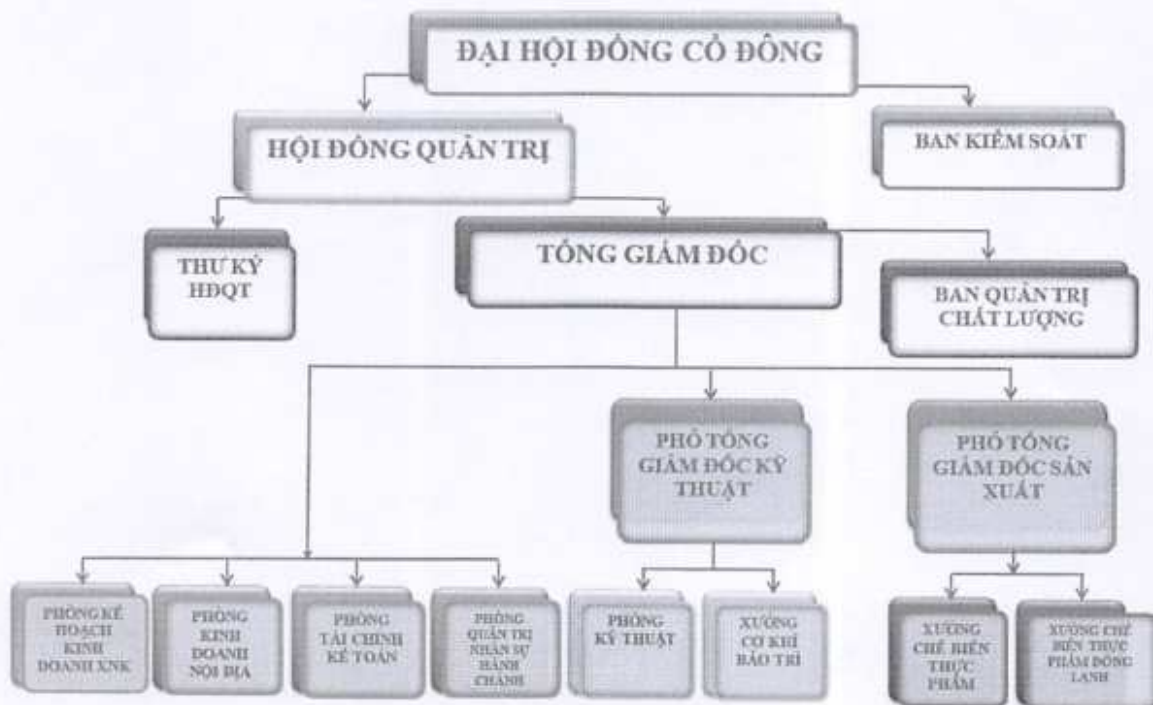 ĐẠI HỘI ĐỒNG CỔ ĐÔNG
HỘI ĐỒNG QUẢN TRỊ
BAN KIỂM SOÁT
THƯ KÝ
HĐQT
TỔNG GIÁM ĐỐC
BAN QUẢN TRỊ
CHẤT LƯỢNG
PHÓ TỔNG
GIÁM ĐỐC KỸ
THUẬT
PHÓ TỔNG
GIÁM ĐỐC SẢN
XUẤT
PHÒNG KẾ
HOẠCH
KINH
DOANH XNK
PHÒNG
KINH
DOANH
NỘI ĐỊA
PHÒNG
TÀI CHÍNH
KẾ TOÁN
PHÒNG
QUẢN TRỊ
NHÂN SỰ
HÀNH
CHÁNH
PHÒNG
KỸ THUẬT
XƯỞNG
CƠ KHÍ
BẢO TRÌ
XƯỞNG
CHẾ BIẾN
THỰC
PHẨM
XƯỞNG CHẾ
BIẾN THỰC
PHẨM ĐÔNG
LẠNH